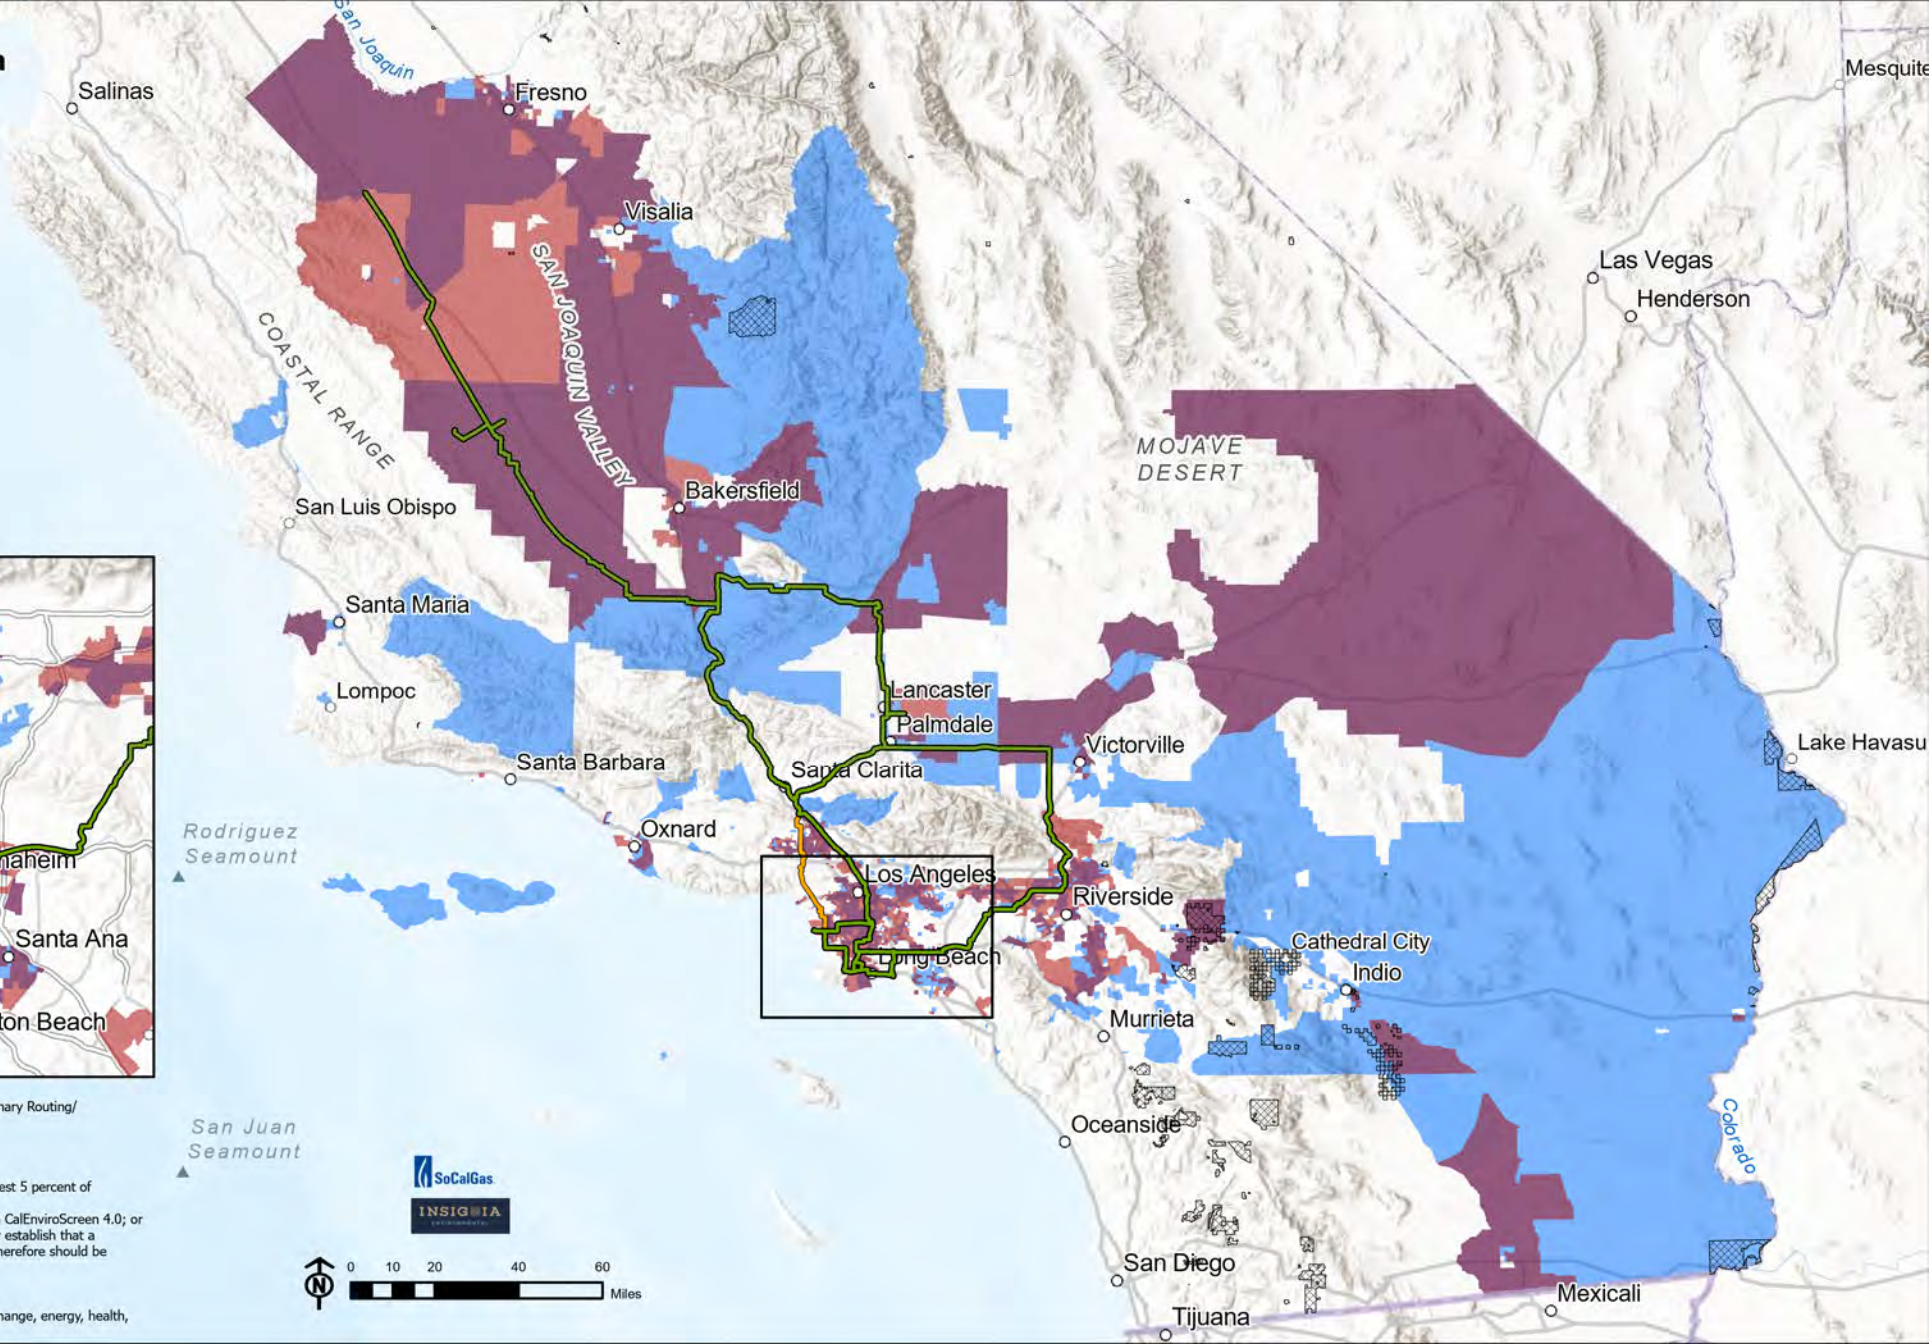 San Joaquin
Mesquite
Salinas
Fresno
Visalia
Las Vegas
Henderson
SAN JOAQUIN VALLEY
COASTAL RANGE
MOJAVE
DESERT
Bakersfield
San Luis Obispo
Santa Maria
Lompoc
Lancaster
Palmdale
Victorville
Lake Havasu
Santa Barbara
Santa Clarita
Rodriguez
Seamount
Oxnard
naheim
Los Angeles
Riverside
Santa Ana
Cathedral City
Long Beach
Indio
ton Beach
Murrieta
nary Routing/
San Juan
Seamount
Oceanside
Colorado
est 5 percent of
SoCalGas
CalEnviroScreen 4.0; or
establish that a
herefore should be
INSIGNIA
ENVIRONMENTAL
San Diego
N
0 10 20 40 60
Miles
Mexicali
hange, energy, health,
Tijuana